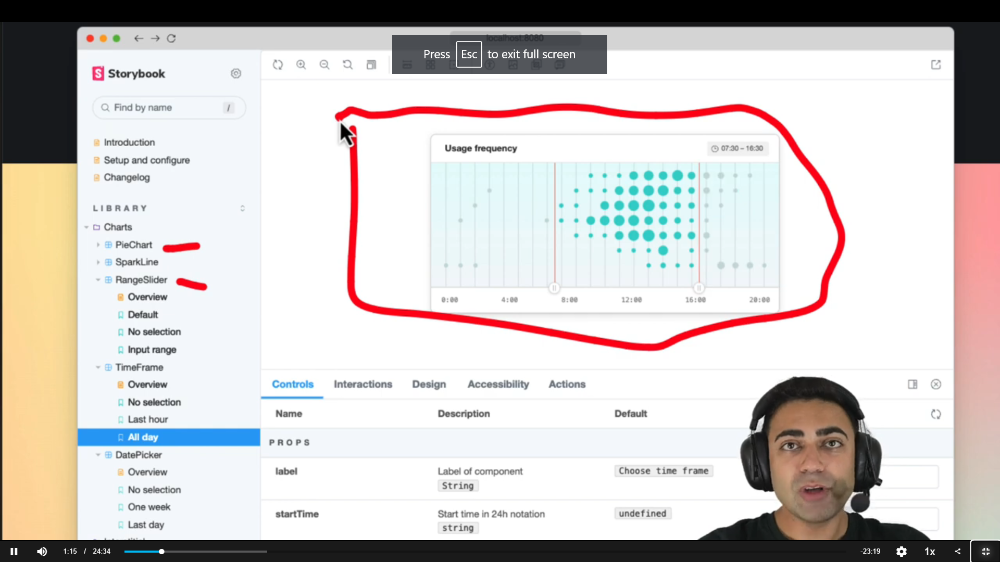 localhost:8080
Press Esc to exit full screen
Storybook
Find by name /
Introduction
Setup and configure
Changelog
LIBRARY
Charts
PieChart
SparkLine
RangeSlider
Overview
Default
No selection
Input range
TimeFrame
Overview
No selection
Last hour
All day
DatePicker
Overview
No selection
One week
Last day
Usage frequency
07:30 – 16:30
0:00 4:00 8:00 12:00 16:00 20:00
Controls Interactions Design Accessibility Actions
Name Description Default
PROPS
label Label of component Choose time frame
String
startTime Start time in 24h notation undefined
string
1:15 / 24:34 -23:19 1x